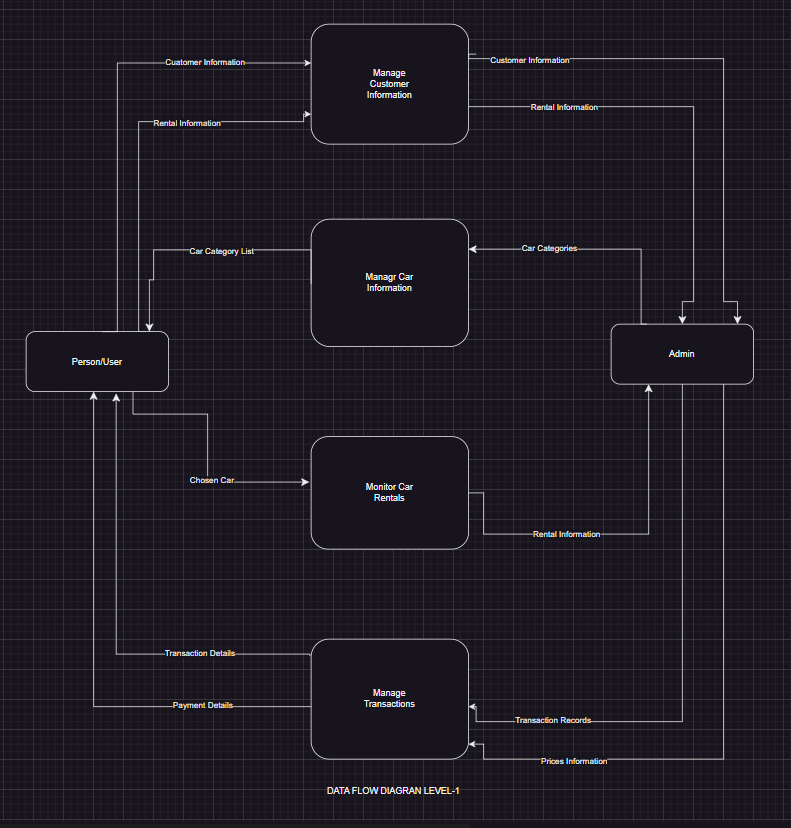 Cuatomer Information
Customer Information
Manage
Customer
Information
Rental Information
Rental Information
Car Category List
Car Categories
Managr Car
Information
Person/User
Admin
Chosen Car
Monitor Car
Rentals
Rental Information
Transaction Details
Manage
Transactions
Payment Details
Transaction Records
Prices Information
DATA FLOW DIAGRAN LEVEL-1